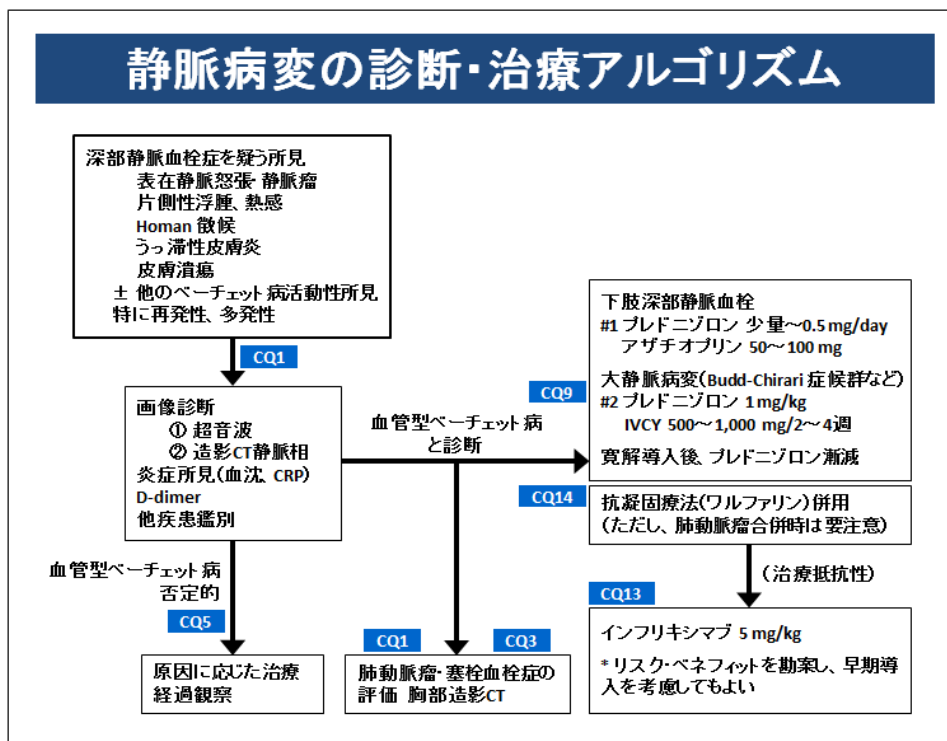 静脈病変の診断・治療アルゴリズム
深部静脈血栓症を疑う所見
表在静脈怒張・静脈瘤
片側性浮腫、熱感
Homan 徴候
うっ滞性皮膚炎
皮膚潰瘍
± 他のベーチェット病活動性所見
特に再発性、多発性
CQ1
画像診断
① 超音波
② 造影CT静脈相
炎症所見(血沈、CRP)
D-dimer
他疾患鑑別
血管型ベーチェット病
否定的
CQ5
原因に応じた治療
経過観察
血管型ベーチェット病
と診断
CQ1
CQ3
肺動脈瘤・塞栓血栓症の
評価 胸部造影CT
CQ9
下肢深部静脈血栓
#1 プレドニゾロン 少量～0.5 mg/day
アザチオプリン 50～100 mg
大静脈病変(Budd-Chirari 症候群など)
#2 プレドニゾロン 1 mg/kg
IVCY 500～1,000 mg/2～4週
寛解導入後、プレドニゾロン漸減
CQ14
抗凝固療法(ワルファリン)併用
(ただし、肺動脈瘤合併時は要注意)
(治療抵抗性)
CQ13
インフリキシマブ 5 mg/kg
* リスク・ベネフィットを勘案し、早期導
入を考慮してもよい